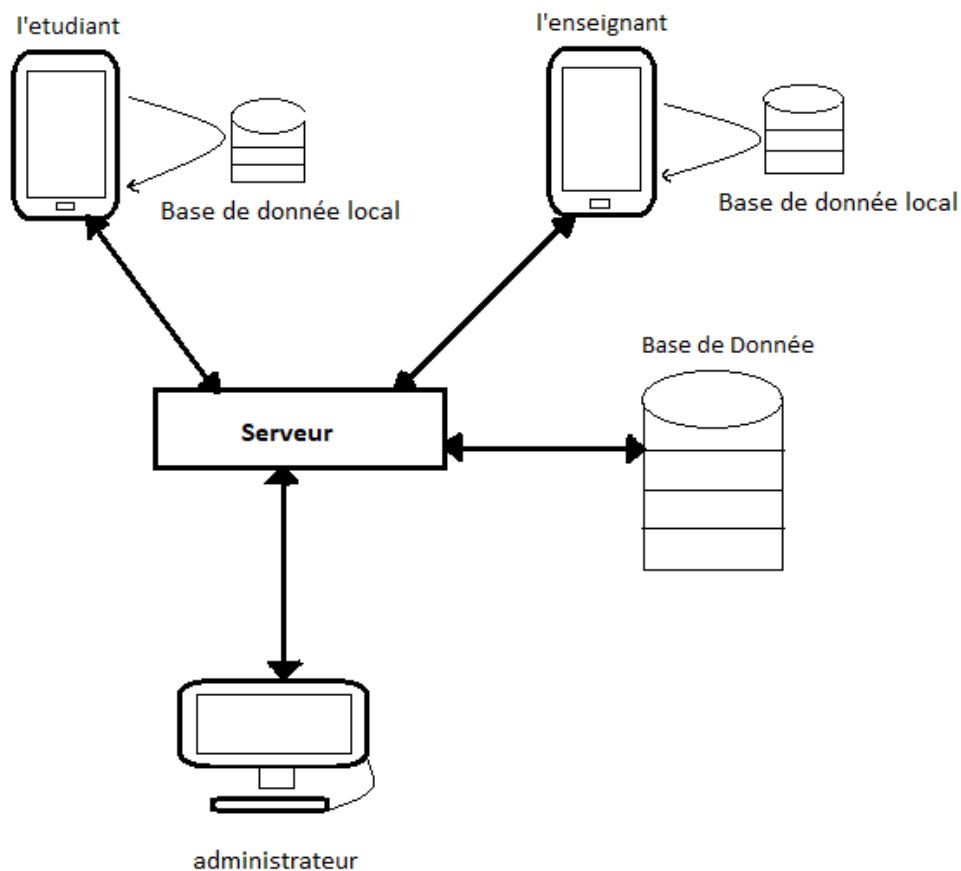 l'etudiant
l'enseignant
Base de donnée local
Base de donnée local
Base de Donnée
Serveur
administrateur